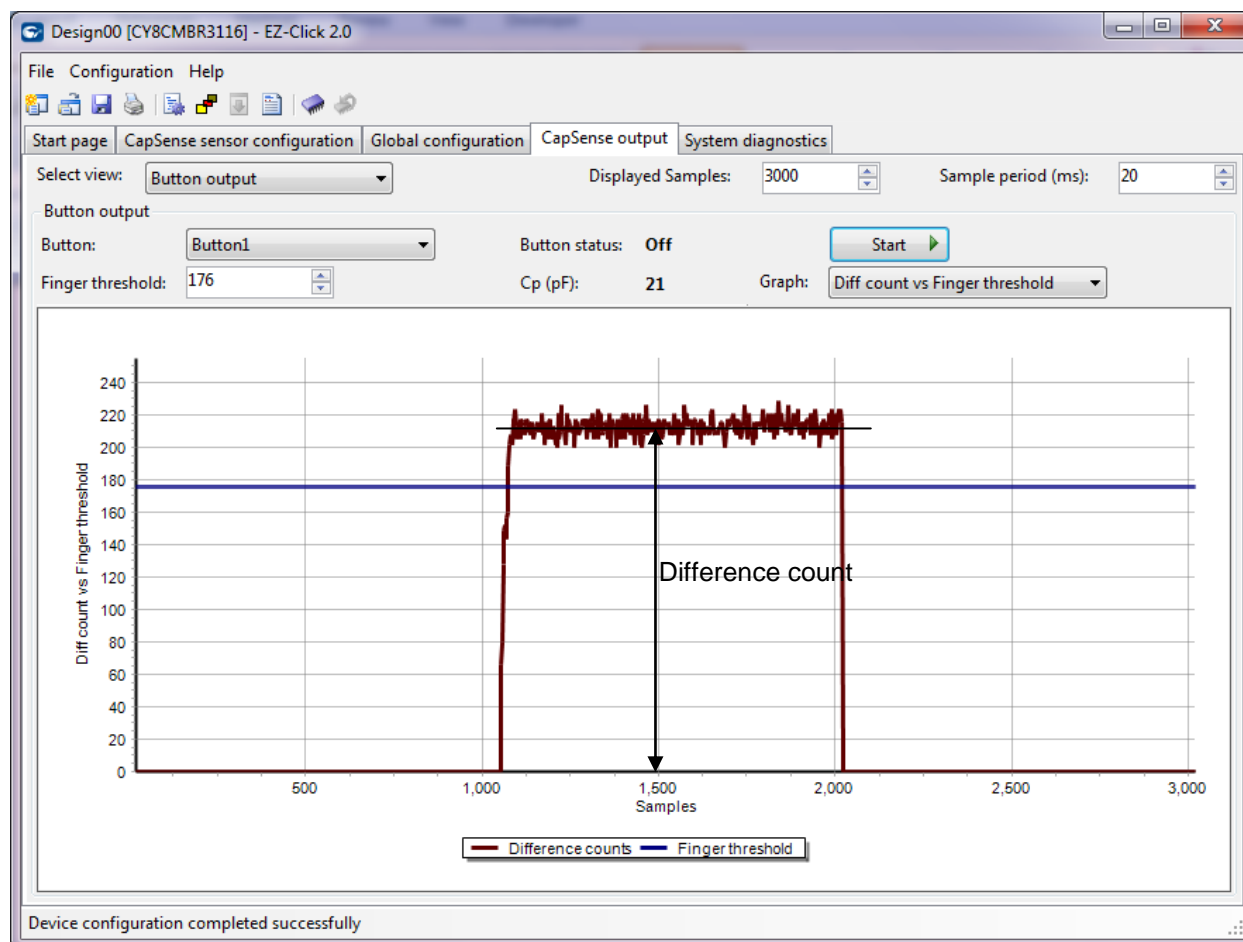 Design00 [CY8CMBR3116] - EZ-Click 2.0
File Configuration Help
Start page CapSense sensor configuration Global configuration CapSense output System diagnostics
Select view: Button output Displayed Samples: 3000 Sample period (ms): 20
Button output
Button: Button1 Button status: Off Start
Finger threshold: 176 Cp (pF): 21 Graph: Diff count vs Finger threshold
Diff count vs Finger threshold
240
220
200
180
160
140
120
100
80
60
40
20
0
Difference count
500 1,000 1,500 2,000 2,500 3,000
Samples
Difference counts Finger threshold
Device configuration completed successfully